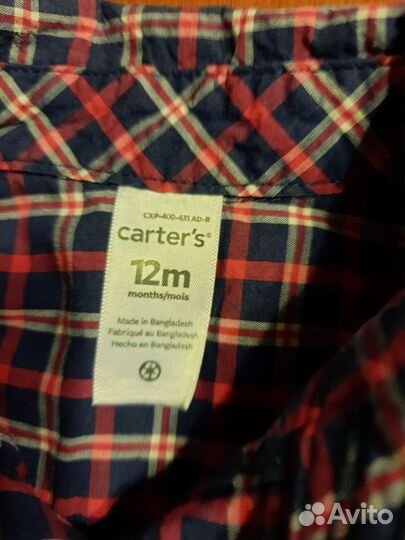 CXP-400-431 AD-R
carter's®
12m
months/mois
Made in Bangladesh
Fabriqué au Bangladesh
Hecho en Bangladesh
Avito